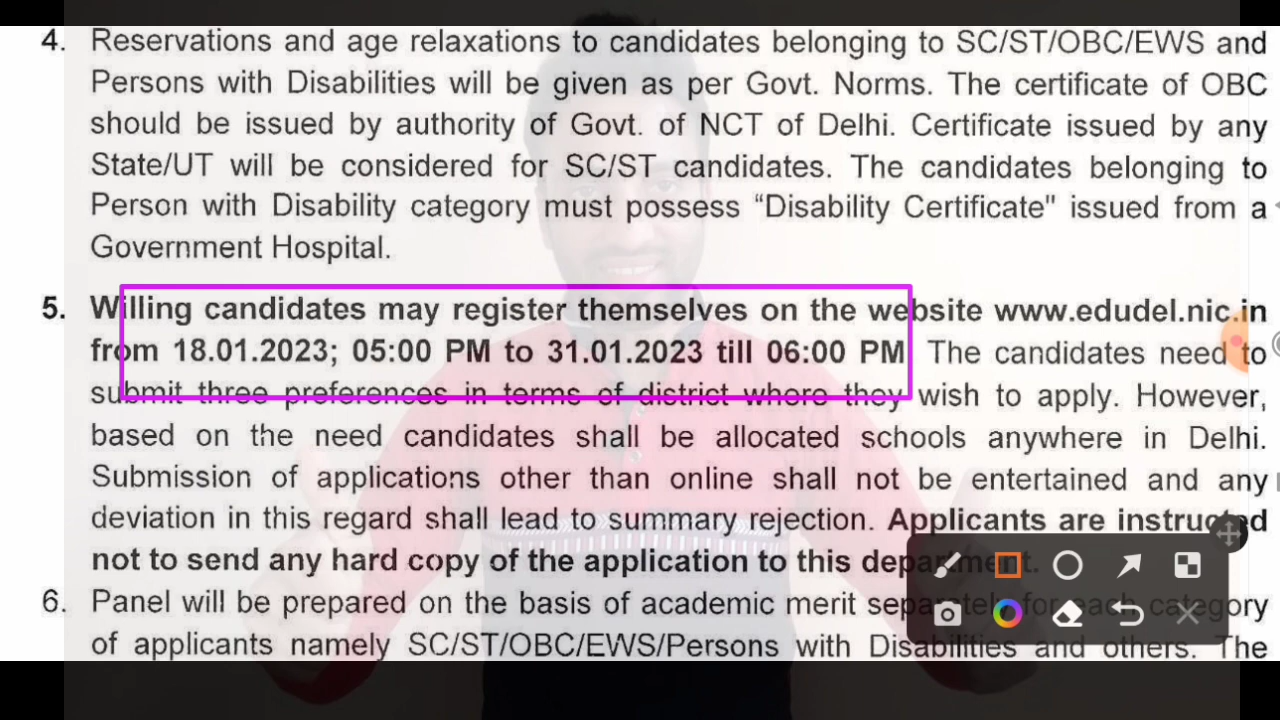 4. Reservations and age relaxations to candidates belonging to SC/ST/OBC/EWS and
Persons with Disabilities will be given as per Govt. Norms. The certificate of OBC
should be issued by authority of Govt. of NCT of Delhi. Certificate issued by any
State/UT will be considered for SC/ST candidates. The candidates belonging to
Person with Disability category must possess “Disability Certificate" issued from a
Government Hospital.
5. Willing candidates may register themselves on the website www.edudel.nic.in
from 18.01.2023; 05:00 PM to 31.01.2023 till 06:00 PM The candidates need to
submit three preferences in terms of district where they wish to apply. However,
based on the need candidates shall be allocated schools anywhere in Delhi.
Submission of applications other than online shall not be entertained and any
deviation in this regard shall lead to summary rejection. Applicants are instructed
not to send any hard copy of the application to this department.
6. Panel will be prepared on the basis of academic merit separately for each category
of applicants namely SC/ST/OBC/EWS/Persons with Disabilities and others. The